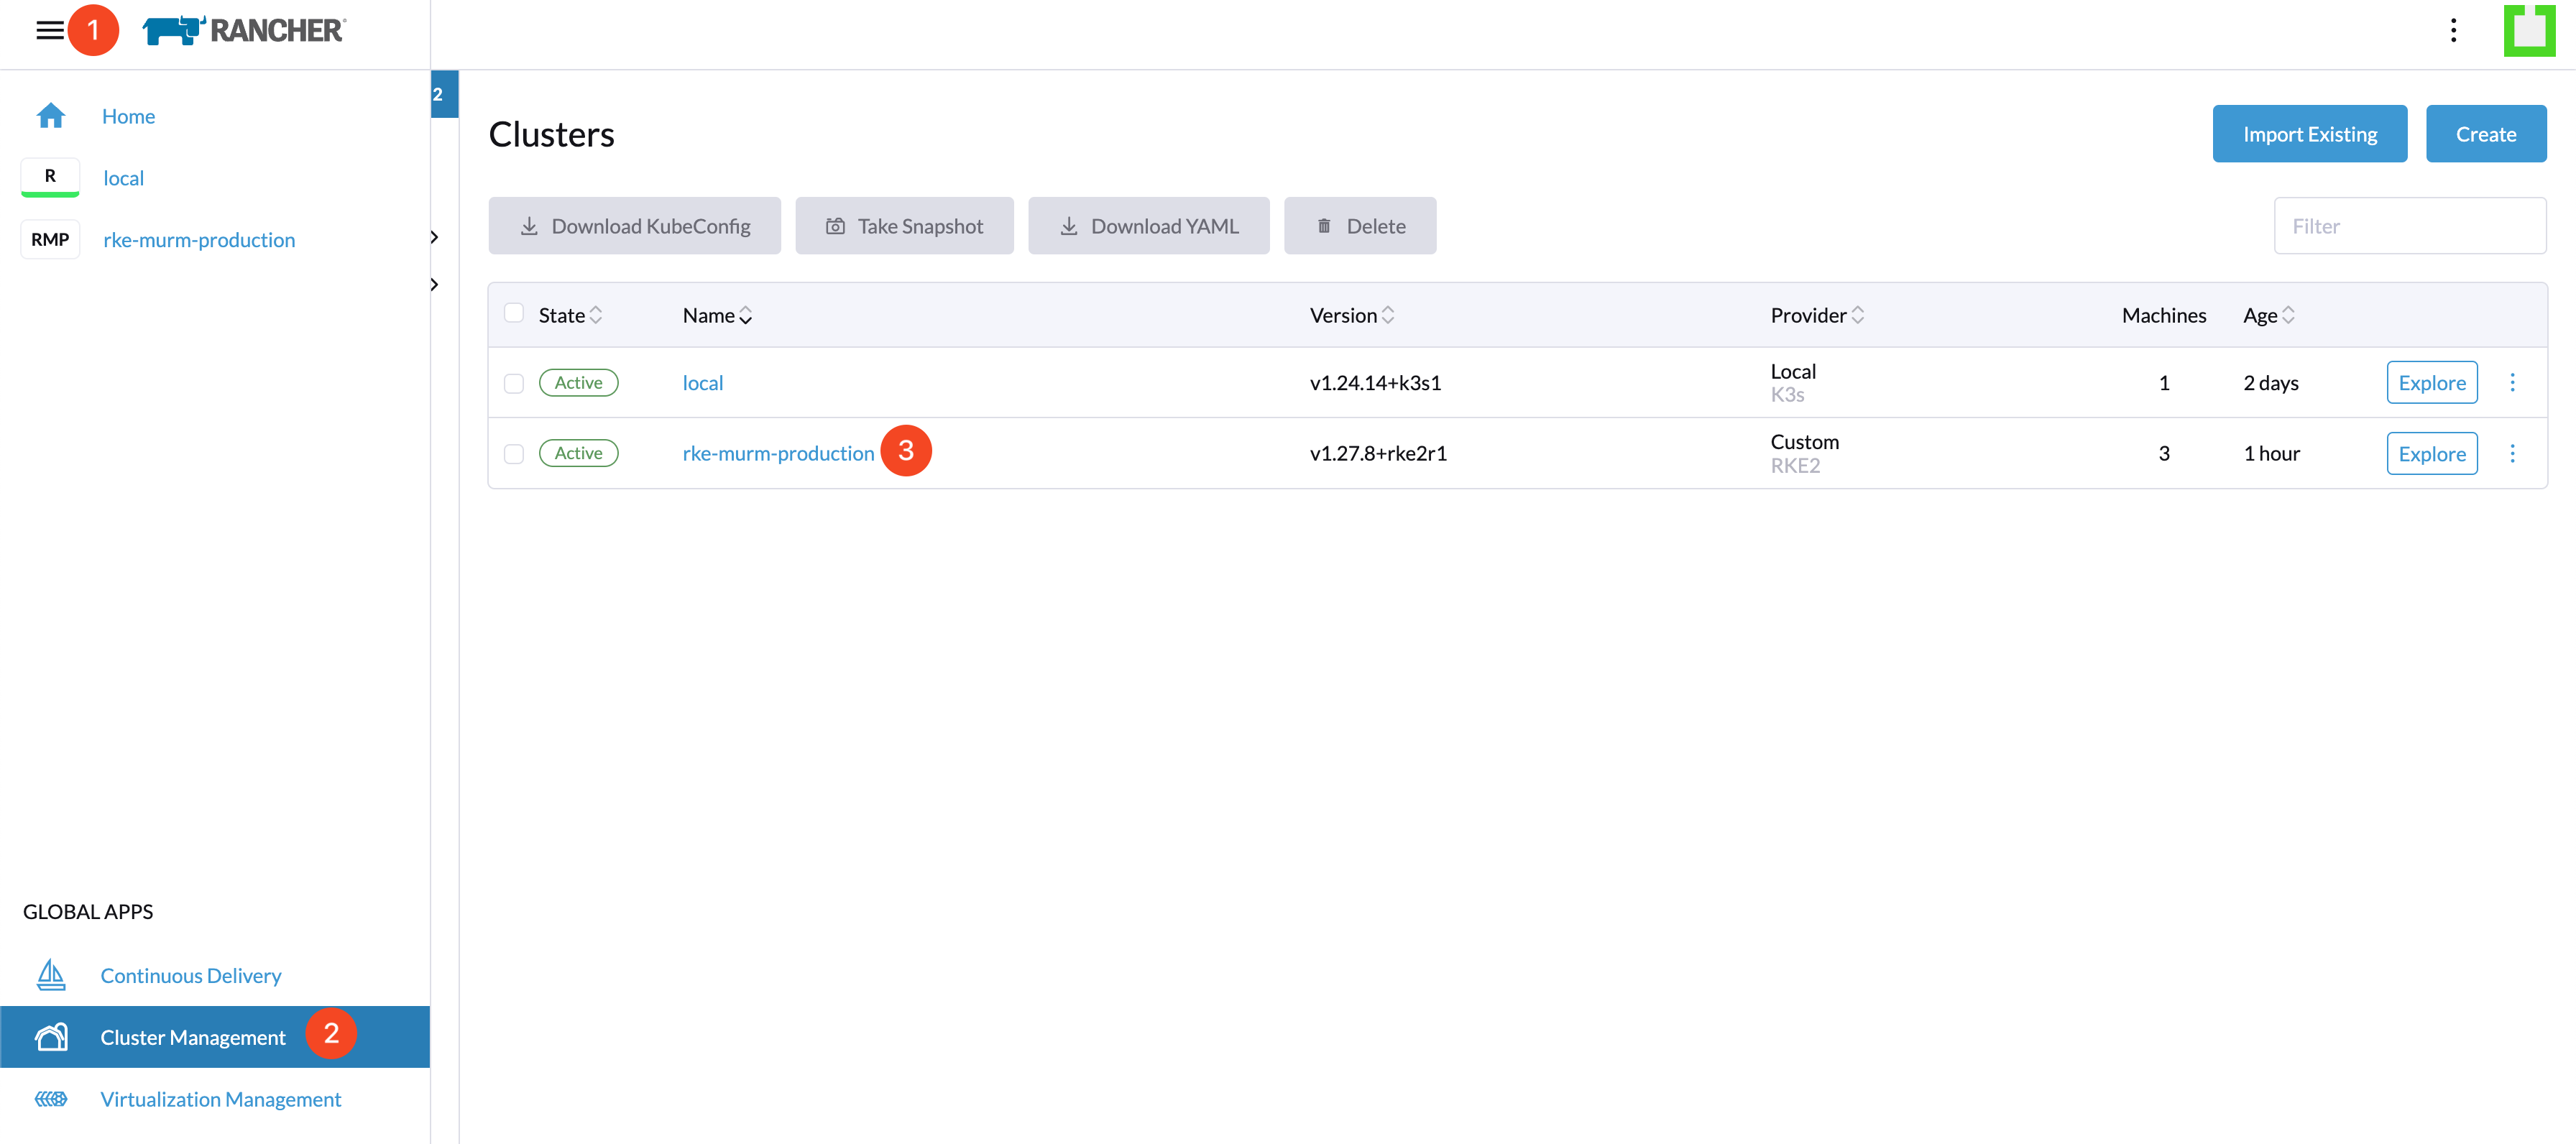 1
RANCHER
Home
R
local
RMP
rke-murm-production
GLOBAL APPS
Continuous Delivery
Cluster Management
2
Virtualization Management
2
Clusters
Import Existing
Create
Download KubeConfig
Take Snapshot
Download YAML
Delete
Filter
State Name Version Provider Machines Age
Active local v1.24.14+k3s1 Local 1 2 days Explore
K3s
Active rke-murm-production 3 v1.27.8+rke2r1 Custom 3 1 hour Explore
RKE2